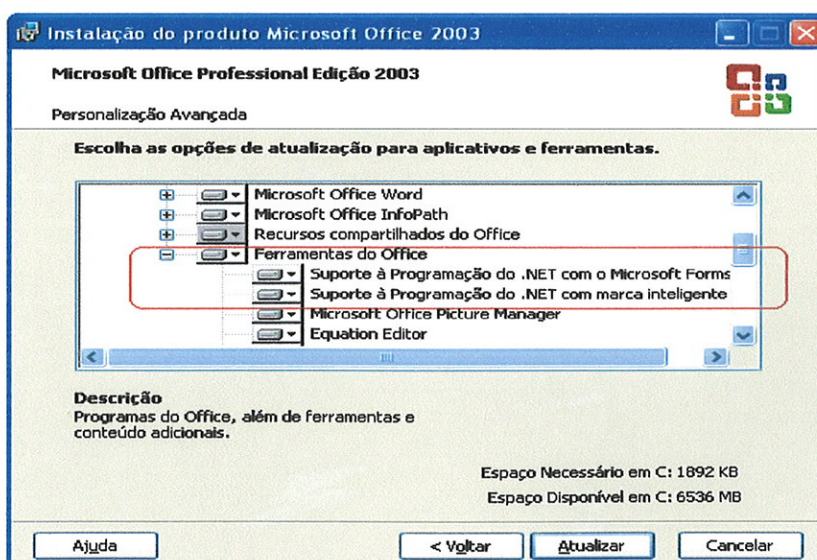 Instalação do produto Microsoft Office 2003
Microsoft Office Professional Edição 2003
Personalização Avançada
Escolha as opções de atualização para aplicativos e ferramentas.
Microsoft Office Word
Microsoft Office InfoPath
Recursos compartilhados do Office
Ferramentas do Office
Suporte à Programação do .NET com o Microsoft Forms
Suporte à Programação do .NET com marca inteligente
Microsoft Office Picture Manager
Equation Editor
Descrição
Programas do Office, além de ferramentas e
conteúdo adicionais.
Espaço Necessário em C: 1892 KB
Espaço Disponível em C: 6536 MB
Ajuda
< Voltar
Atualizar
Cancelar